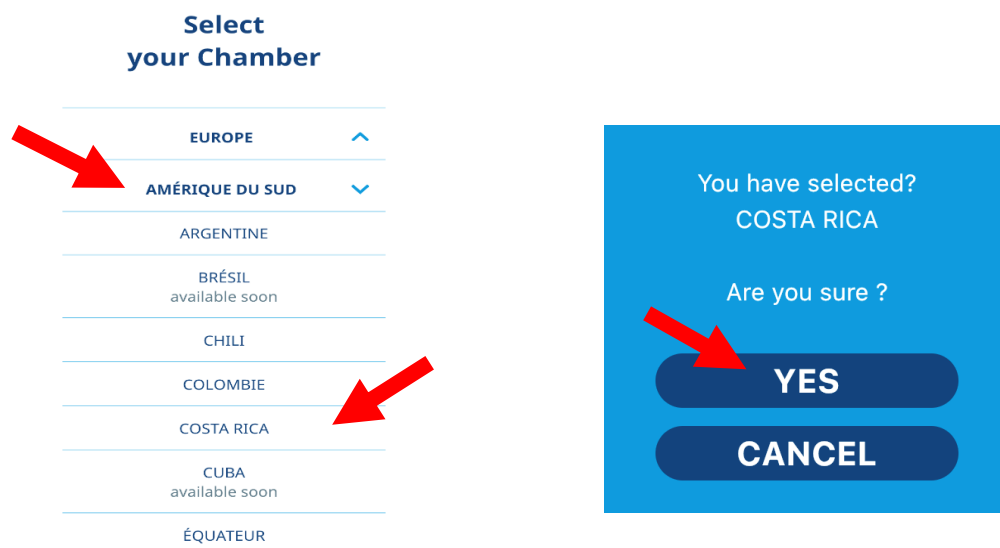 Select
your Chamber
EUROPE
AMÉRIQUE DU SUD
ARGENTINE
BRÉSIL
available soon
CHILI
COLOMBIE
COSTA RICA
CUBA
available soon
ÉQUATEUR
You have selected?
COSTA RICA
Are you sure ?
YES
CANCEL